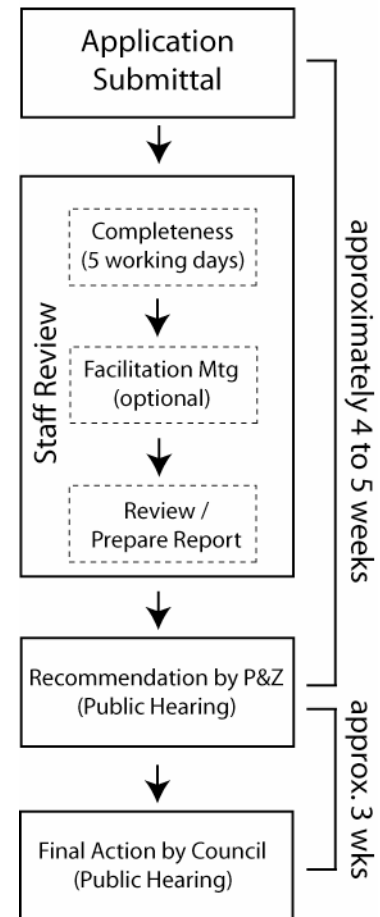 Application
Submittal
Staff Review
Completeness
(5 working days)
Facilitation Mtg
(optional)
Review /
Prepare Report
approximately 4 to 5 weeks
Recommendation by P&Z
(Public Hearing)
approx. 3 wks
Final Action by Council
(Public Hearing)